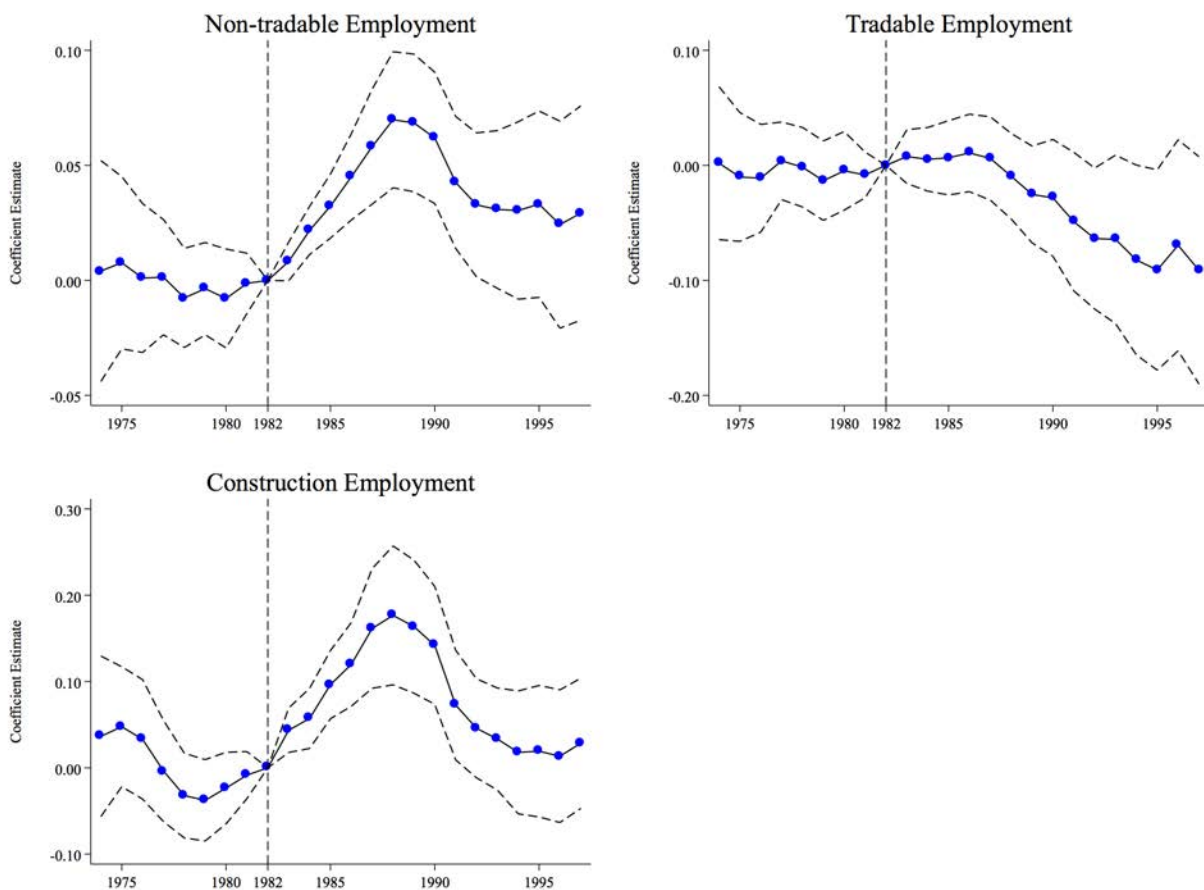 Non-tradable Employment
Coefficient Estimate
0.10
0.05
0.00
-0.05
1975 1980 1982 1985 1990 1995
Tradable Employment
Coefficient Estimate
0.10
0.00
-0.10
-0.20
1975 1980 1982 1985 1990 1995
Construction Employment
Coefficient Estimate
0.30
0.20
0.10
0.00
-0.10
1975 1980 1982 1985 1990 1995